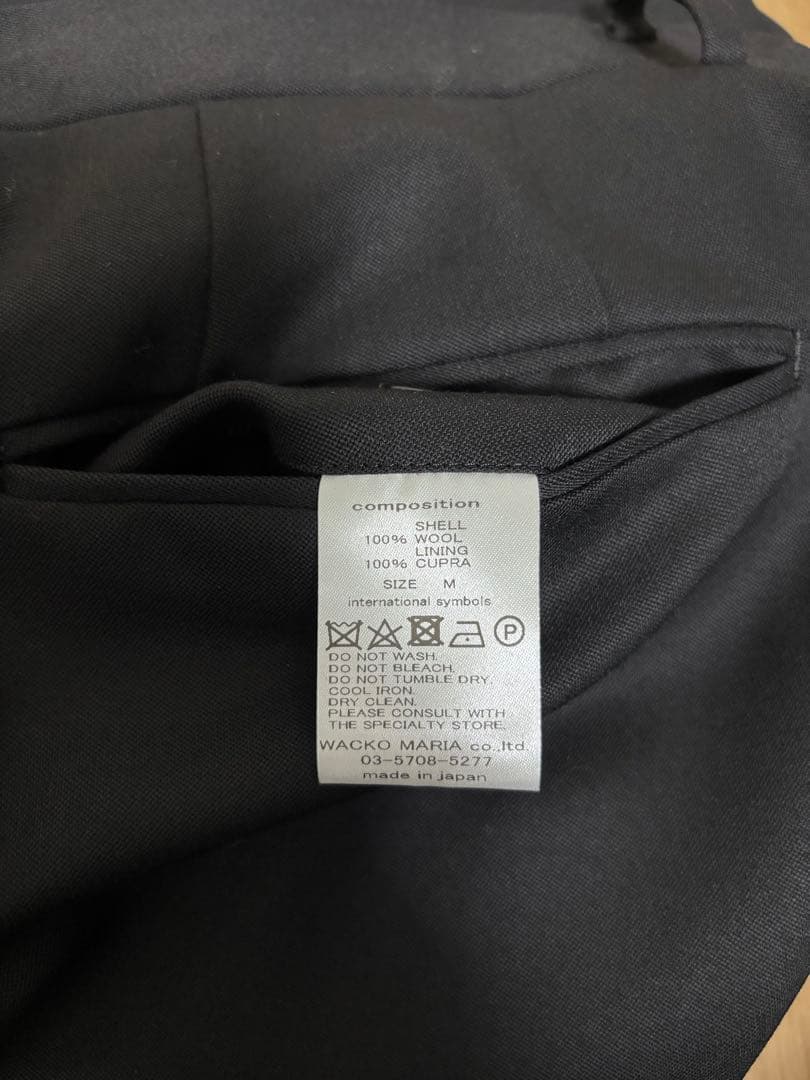 composition
SHELL
100% WOOL
LINING
100% CUPRA
SIZE M
international symbols
P
DO NOT WASH.
DO NOT BLEACH.
DO NOT TUMBLE DRY.
COOL IRON.
DRY CLEAN.
PLEASE CONSULT WITH
THE SPECIALTY STORE.
WACKO MARIA co.,ltd.
03-5708-5277
made in japan